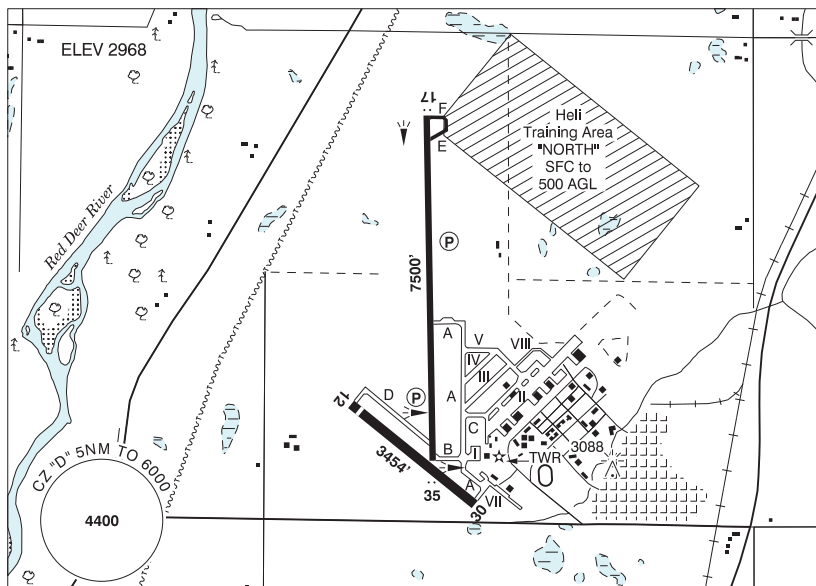 ELEV 2968
17
F
E
Heli
Training Area
"NORTH"
SFC to
500 AGL
Red Deer River
P
7500'
A
V
VIII
IV
III
II
A
D
P
12
C
B
I
TWR
3088
3454'
A
VII
35
30
CZ "D" 5NM TO 6000
4400